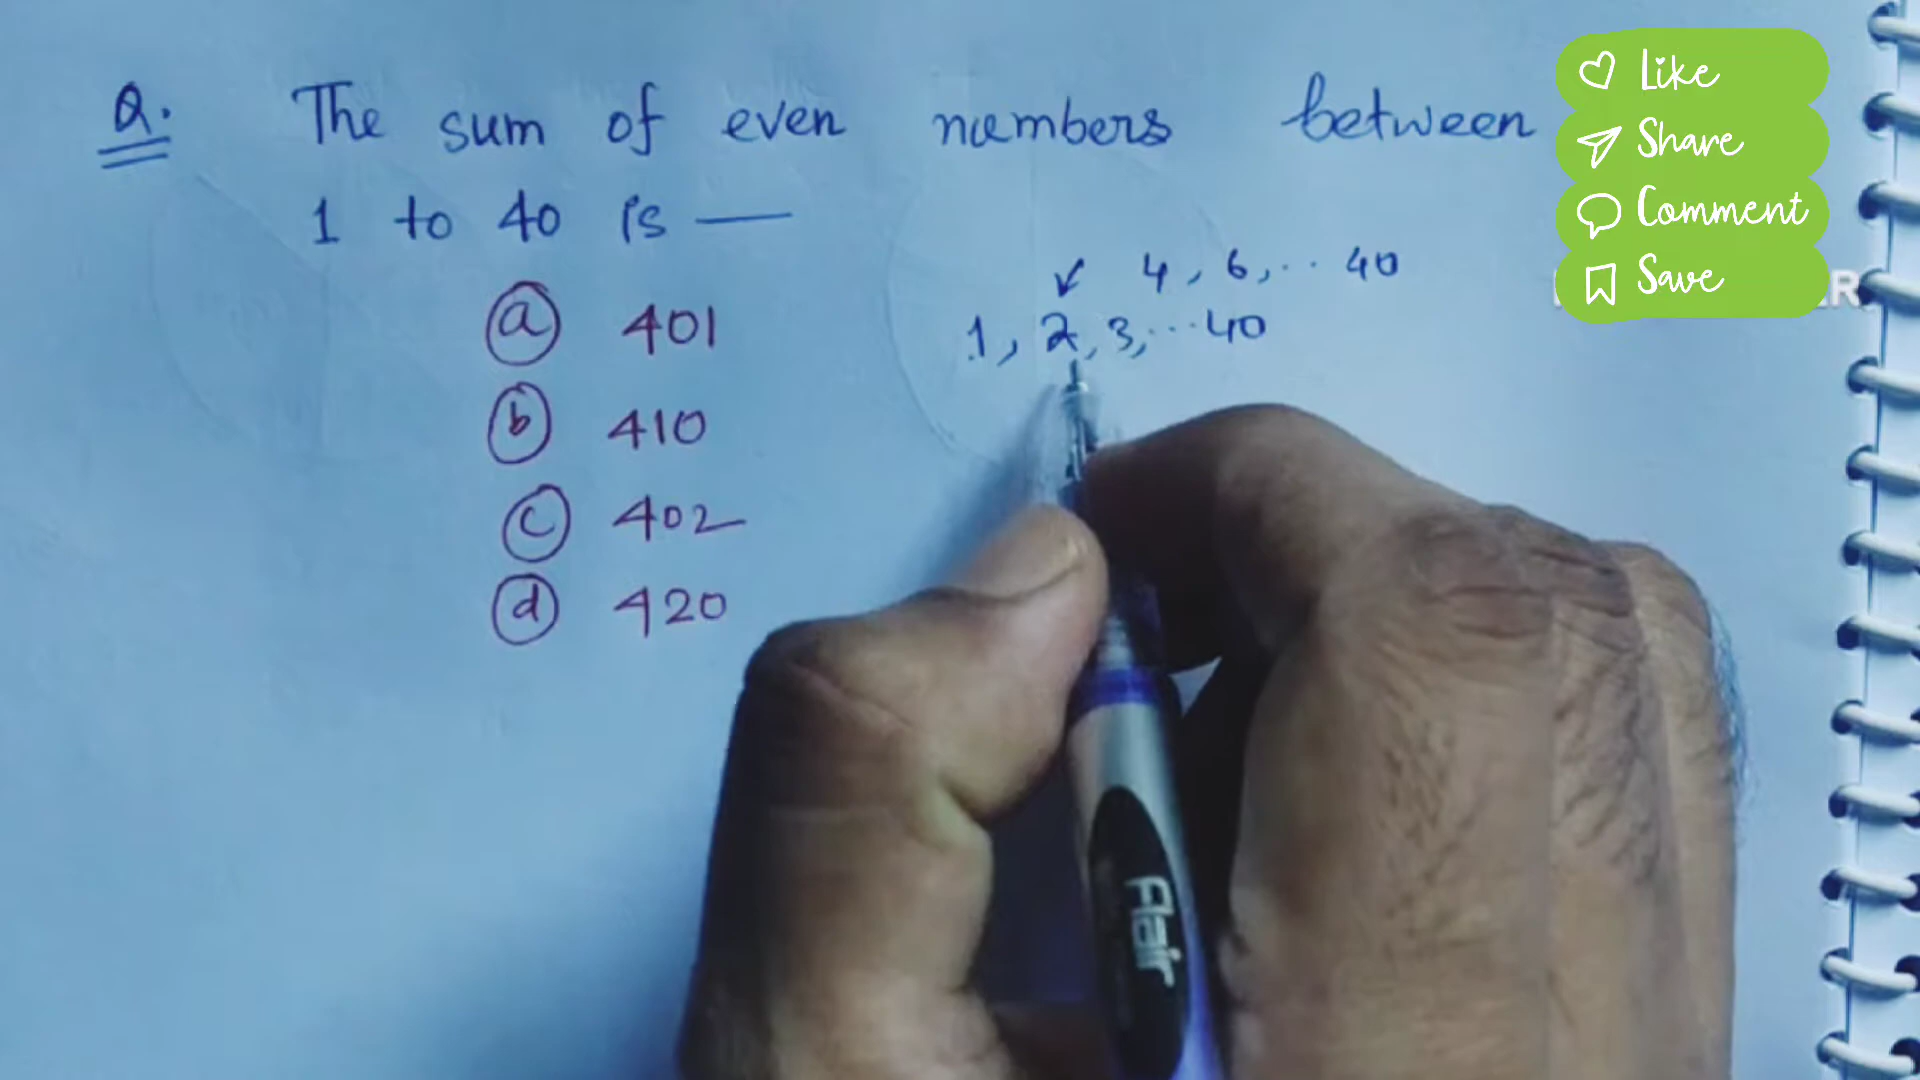 Q. The sum of even numbers between
1 to 40 is —
a 401
b 410
c 402
d 420
4, 6, ·· 40
1, 2, 3, ··· 40
Like
Share
Comment
Save
Flair